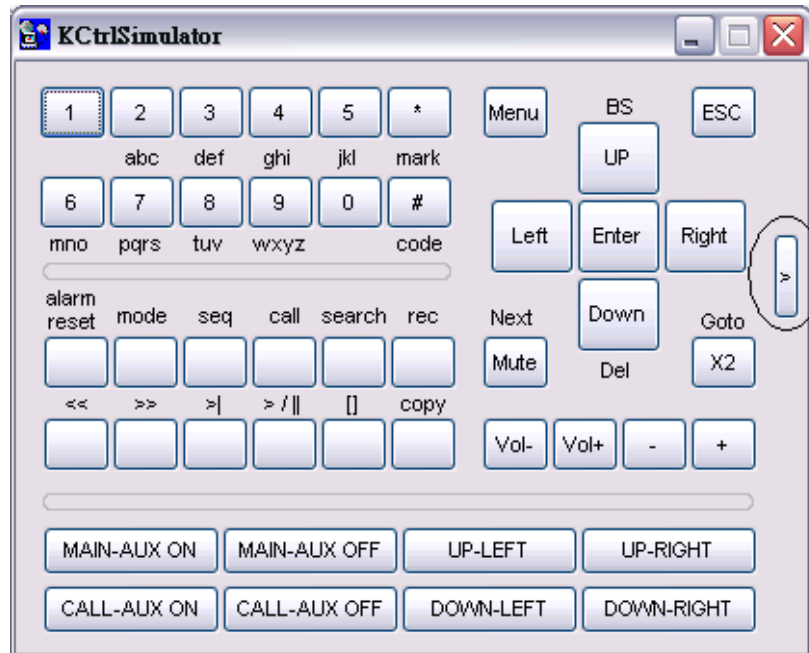 KCtrlSimulator
1 2 3 4 5 * Menu BS ESC
abc def ghi jkl mark UP
6 7 8 9 0 #
mno pqrs tuv wxyz code Left Enter Right >
alarm reset mode seq call search rec Next Down Goto
Mute Del X2
<< >> >| > / || [] copy
Vol- Vol+ - +
MAIN-AUX ON MAIN-AUX OFF UP-LEFT UP-RIGHT
CALL-AUX ON CALL-AUX OFF DOWN-LEFT DOWN-RIGHT